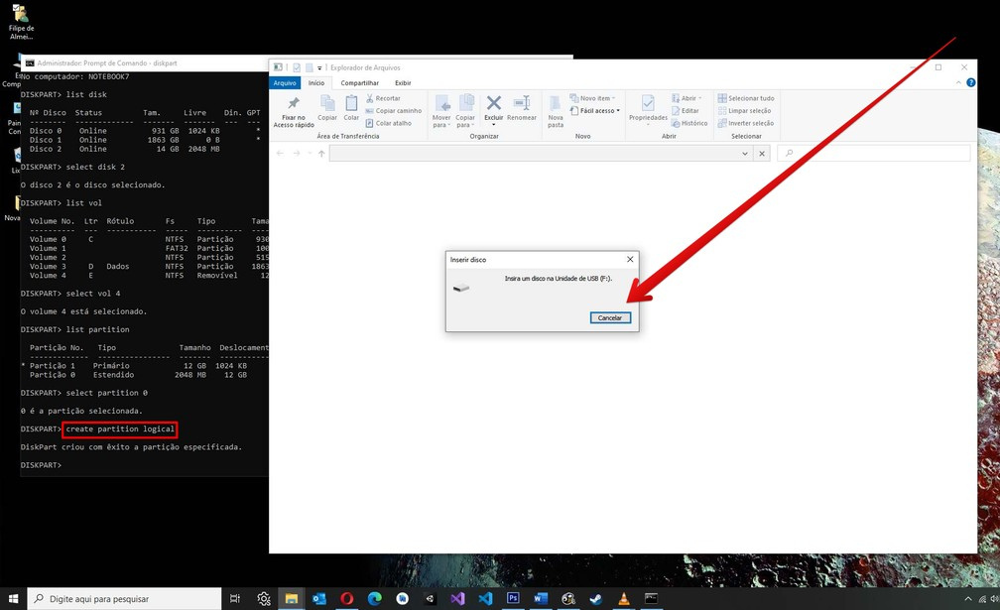 Filipe de
Almei...
Administrador: Prompt de Comando - diskpart
No computador: NOTEBOOK7
DISKPART> list disk
Nº Disco Status Tam. Livre Din. GPT
Disco 0 Online 931 GB 1024 KB *
Disco 1 Online 1863 GB 0 B *
Disco 2 Online 14 GB 2048 MB
DISKPART> select disk 2
O disco 2 é o disco selecionado.
DISKPART> list vol
Volume No. Ltr Rótulo Fs Tipo Tama
Volume 0 C NTFS Partição 930
Volume 1 FAT32 Partição 100
Volume 2 NTFS Partição 515
Volume 3 D Dados NTFS Partição 1863
Volume 4 E NTFS Removível 12
DISKPART> select vol 4
O volume 4 está selecionado.
DISKPART> list partition
Partição No. Tipo Tamanho Deslocament
* Partição 1 Primário 12 GB 1024 KB
Partição 0 Estendido 2048 MB 12 GB
DISKPART> select partition 0
0 é a partição selecionada.
DISKPART> create partition logical
DiskPart criou com êxito a partição especificada.
DISKPART>
Explorador de Arquivos
Arquivo Início Compartilhar Exibir
Fixar no
Acesso rápido
Copiar
Colar
Recortar
Copiar caminho
Colar atalho
Área de Transferência
Mover
para
Copiar
para
Excluir
Renomear
Organizar
Nova
pasta
Novo item
Fácil acesso
Novo
Propriedades
Abrir
Editar
Histórico
Abrir
Selecionar tudo
Limpar seleção
Inverter seleção
Selecionar
Inserir disco
Insira um disco na Unidade de USB (F:).
Cancelar
Digite aqui para pesquisar